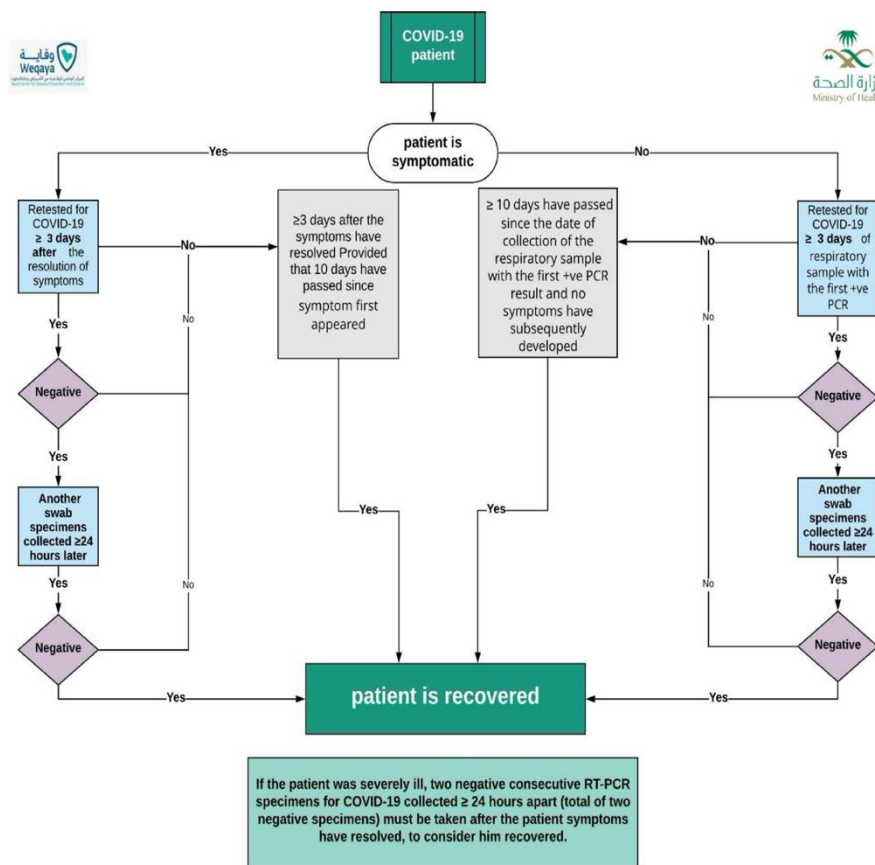 وقاية
Weqaya
COVID-19
patient
وزارة الصحة
Ministry of Heal
patient is
symptomatic
Yes
No
Retested for
COVID-19
≥ 3 days
after the
resolution of
symptoms
No
≥3 days after the
symptoms have
resolved Provided
that 10 days have
passed since
symptom first
appeared
≥ 10 days have passed
since the date of
collection of the
respiratory sample
with the first +ve PCR
result and no
symptoms have
subsequently
developed
No
Retested for
COVID-19
≥ 3 days of
respiratory
sample with
the first +ve
PCR
Yes
No
No
Yes
Negative
Negative
Yes
Yes
Another
swab
specimens
collected ≥24
hours later
Yes
Yes
Another
swab
specimens
collected ≥24
hours later
Yes
No
No
Yes
Negative
Negative
Yes
patient is recovered
Yes
If the patient was severely ill, two negative consecutive RT-PCR
specimens for COVID-19 collected ≥ 24 hours apart (total of two
negative specimens) must be taken after the patient symptoms
have resolved, to consider him recovered.